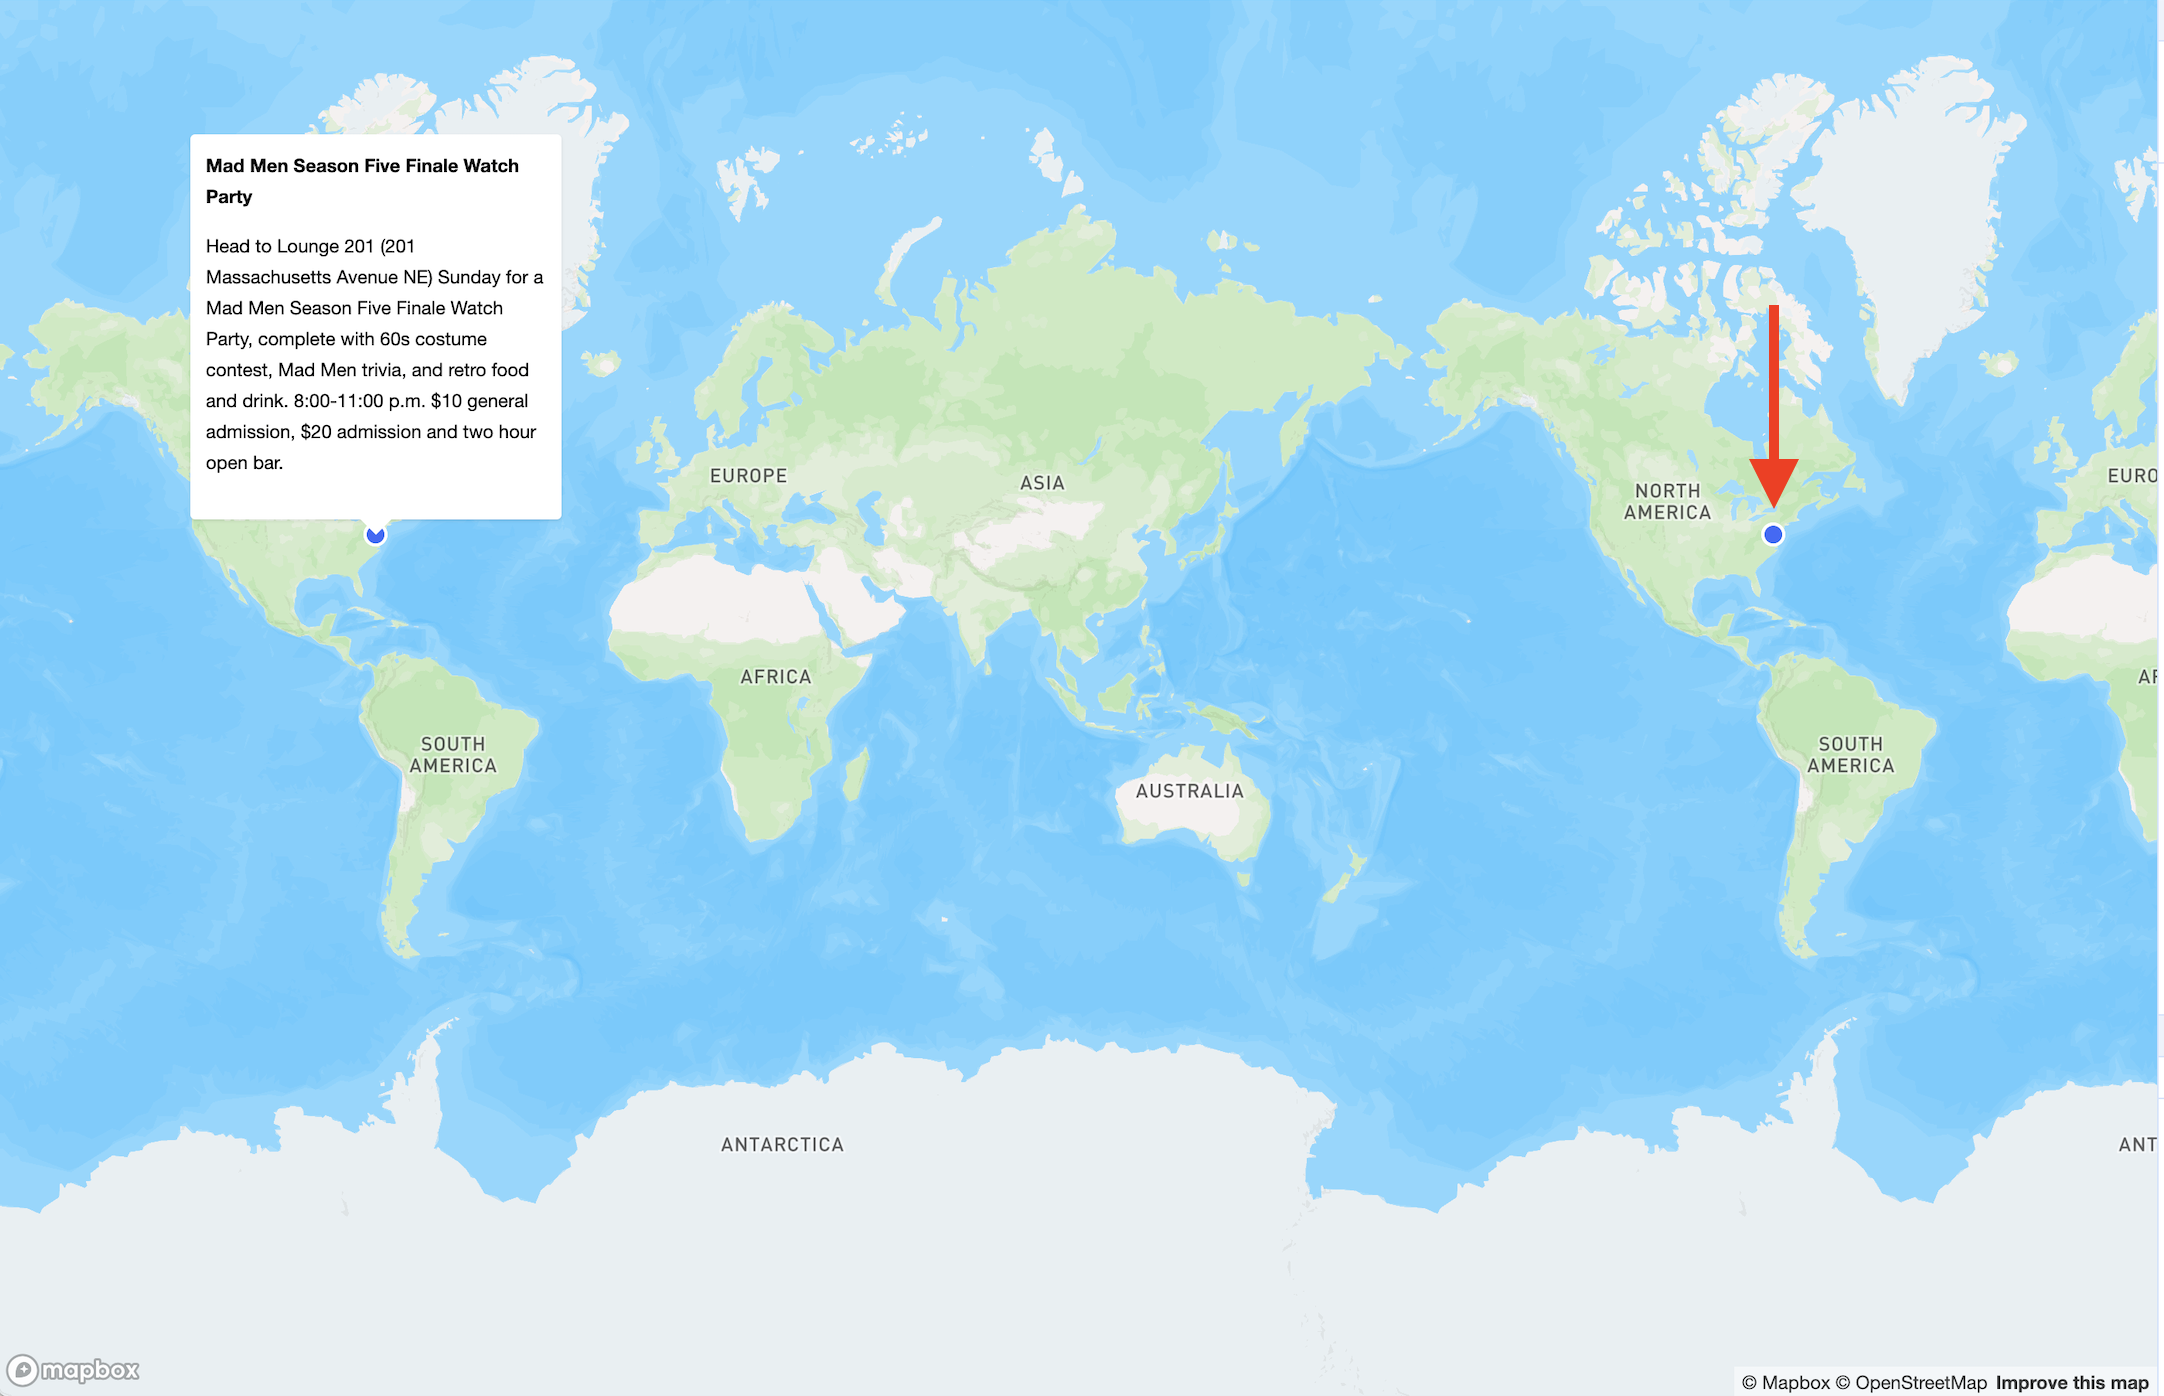 Mad Men Season Five Finale Watch
Party
Head to Lounge 201 (201
Massachusetts Avenue NE) Sunday for a
Mad Men Season Five Finale Watch
Party, complete with 60s costume
contest, Mad Men trivia, and retro food
and drink. 8:00-11:00 p.m. $10 general
admission, $20 admission and two hour
open bar.
EUROPE
ASIA
NORTH
AMERICA
EURO
AFRICA
AF
SOUTH
AMERICA
AUSTRALIA
SOUTH
AMERICA
ANTARCTICA
ANT
mapbox
© Mapbox © OpenStreetMap Improve this map